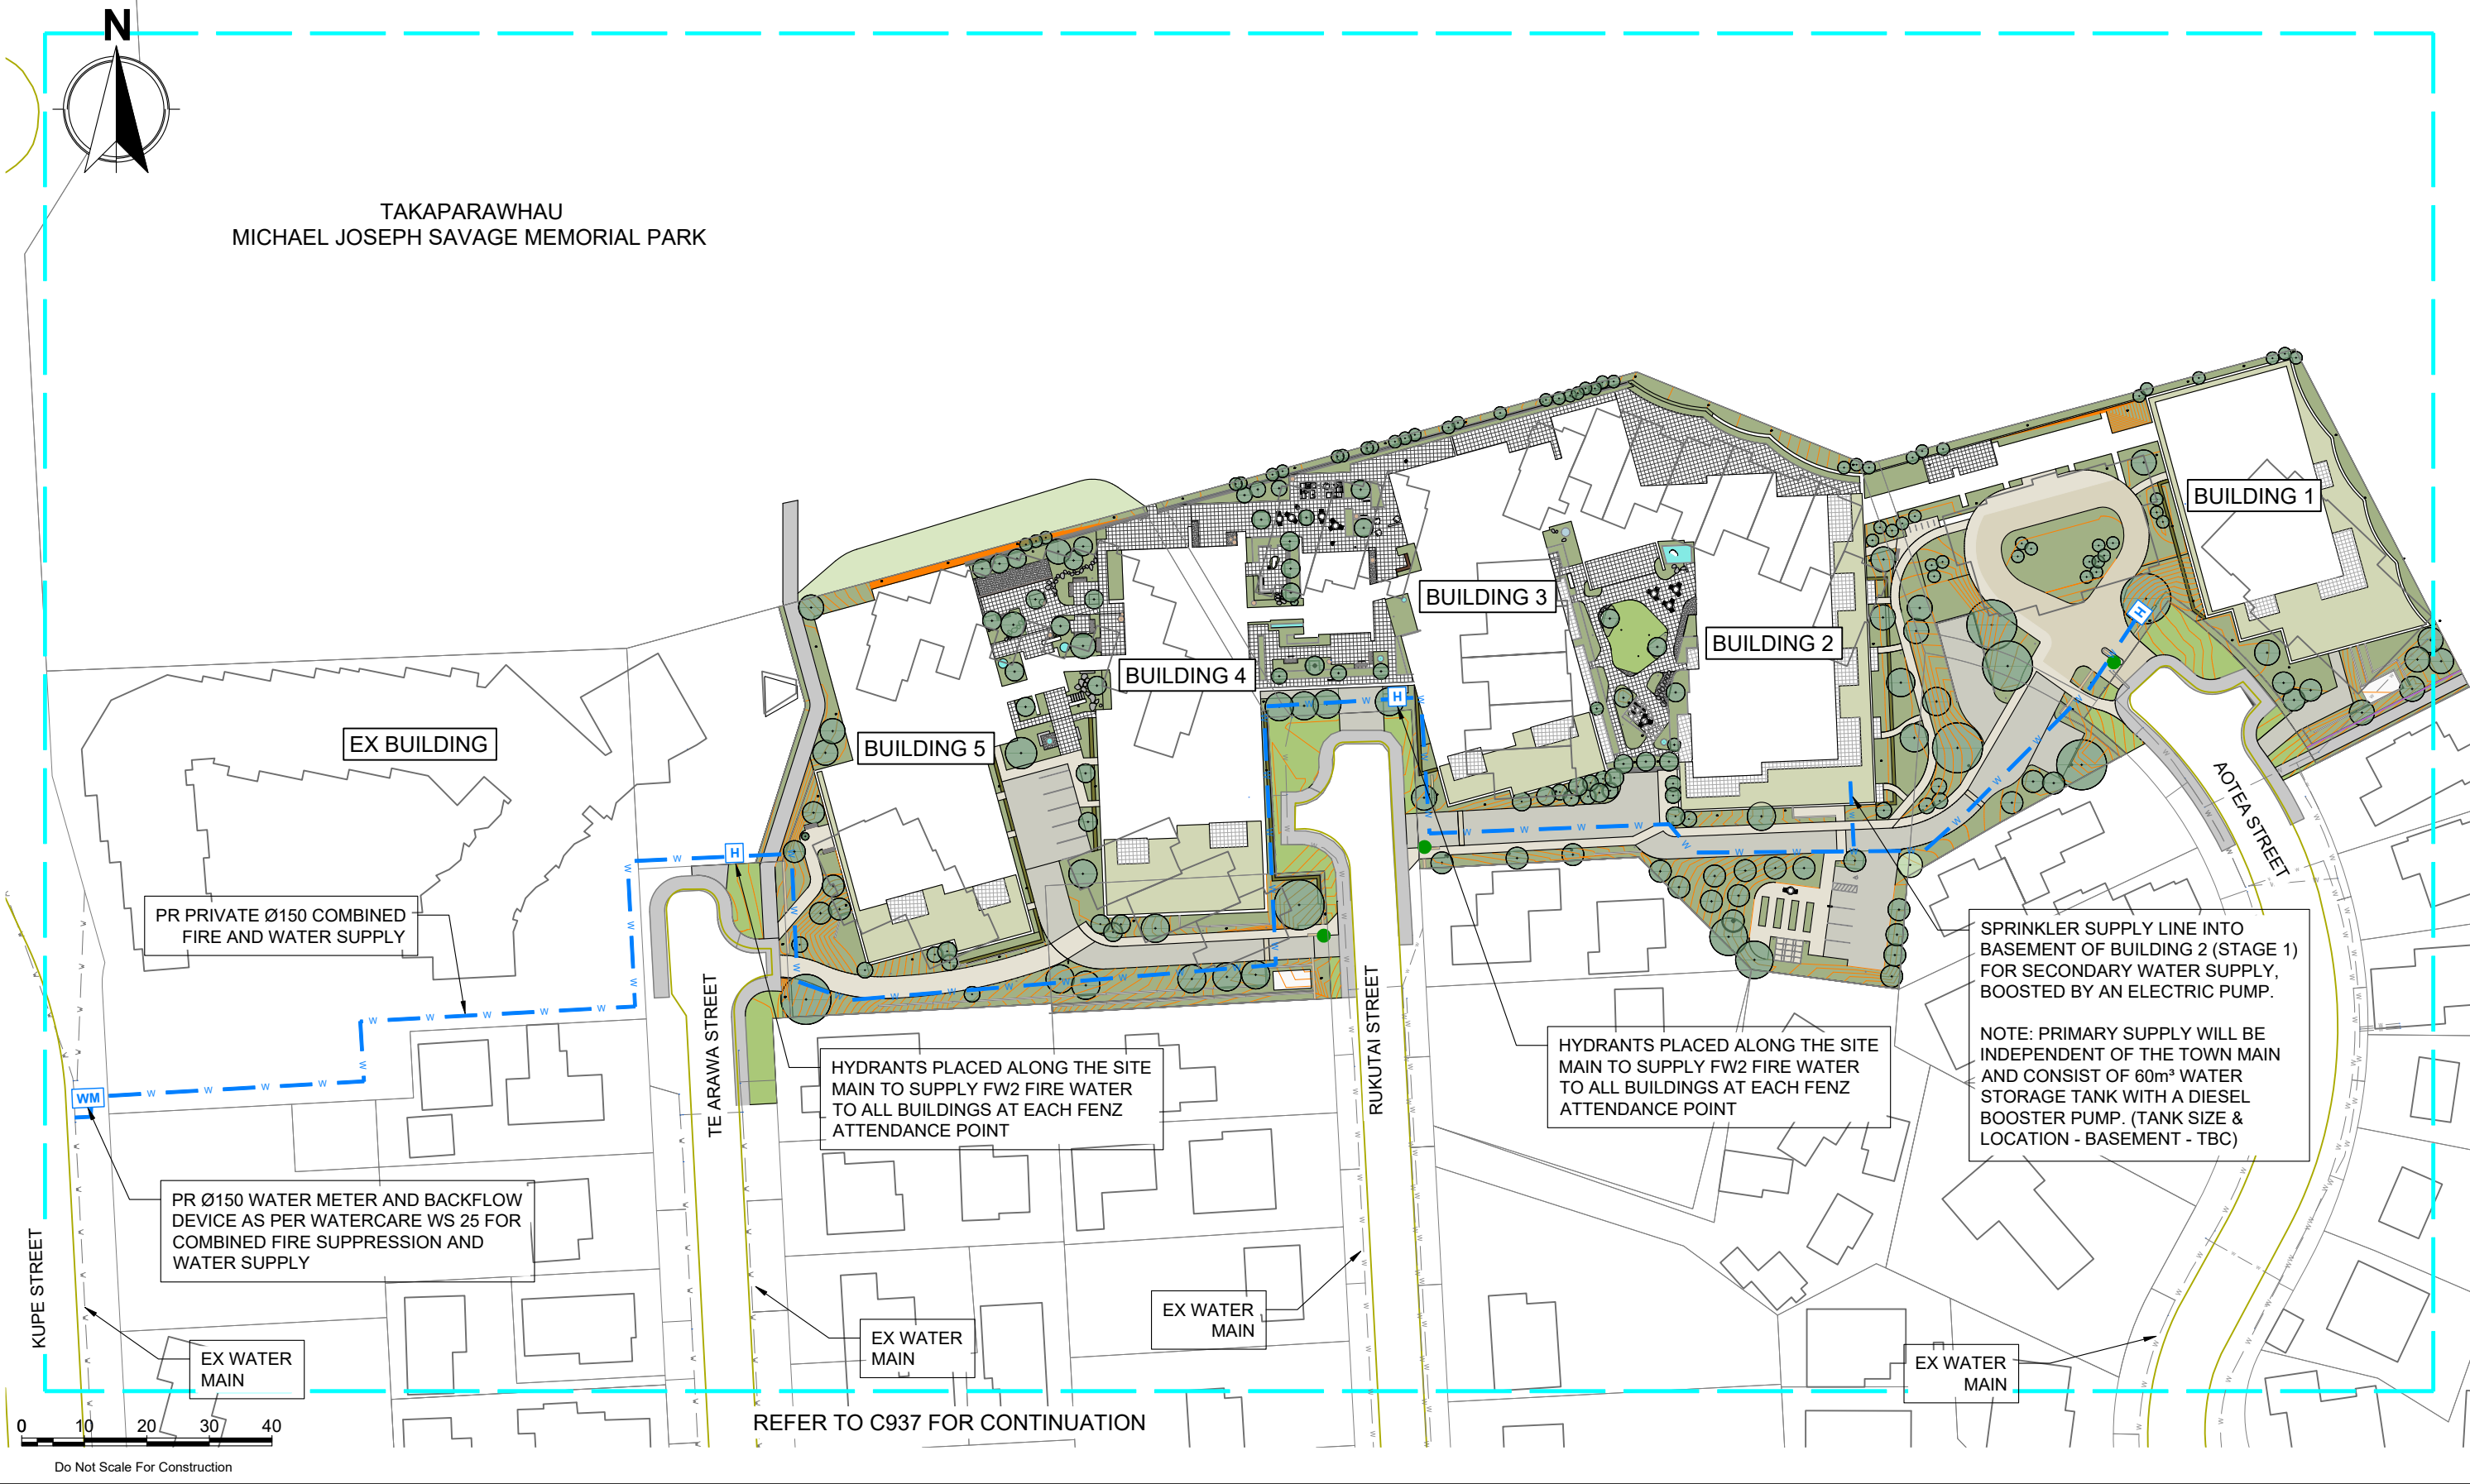 N
TAKAPARAWHAU
MICHAEL JOSEPH SAVAGE MEMORIAL PARK
BUILDING 1
BUILDING 3
BUILDING 2
BUILDING 4
BUILDING 5
EX BUILDING
H
H
H
WM
AOTEA STREET
PR PRIVATE Ø150 COMBINED
FIRE AND WATER SUPPLY
SPRINKLER SUPPLY LINE INTO
BASEMENT OF BUILDING 2 (STAGE 1)
FOR SECONDARY WATER SUPPLY,
BOOSTED BY AN ELECTRIC PUMP.
NOTE: PRIMARY SUPPLY WILL BE
INDEPENDENT OF THE TOWN MAIN
AND CONSIST OF 60m³ WATER
STORAGE TANK WITH A DIESEL
BOOSTER PUMP. (TANK SIZE &
LOCATION - BASEMENT - TBC)
TE ARAWA STREET
RUKUTAI STREET
HYDRANTS PLACED ALONG THE SITE
MAIN TO SUPPLY FW2 FIRE WATER
TO ALL BUILDINGS AT EACH FENZ
ATTENDANCE POINT
HYDRANTS PLACED ALONG THE SITE
MAIN TO SUPPLY FW2 FIRE WATER
TO ALL BUILDINGS AT EACH FENZ
ATTENDANCE POINT
PR Ø150 WATER METER AND BACKFLOW
DEVICE AS PER WATERCARE WS 25 FOR
COMBINED FIRE SUPPRESSION AND
WATER SUPPLY
KUPE STREET
EX WATER
MAIN
EX WATER
MAIN
EX WATER
MAIN
EX WATER
MAIN
REFER TO C937 FOR CONTINUATION
0 10 20 30 40
Do Not Scale For Construction